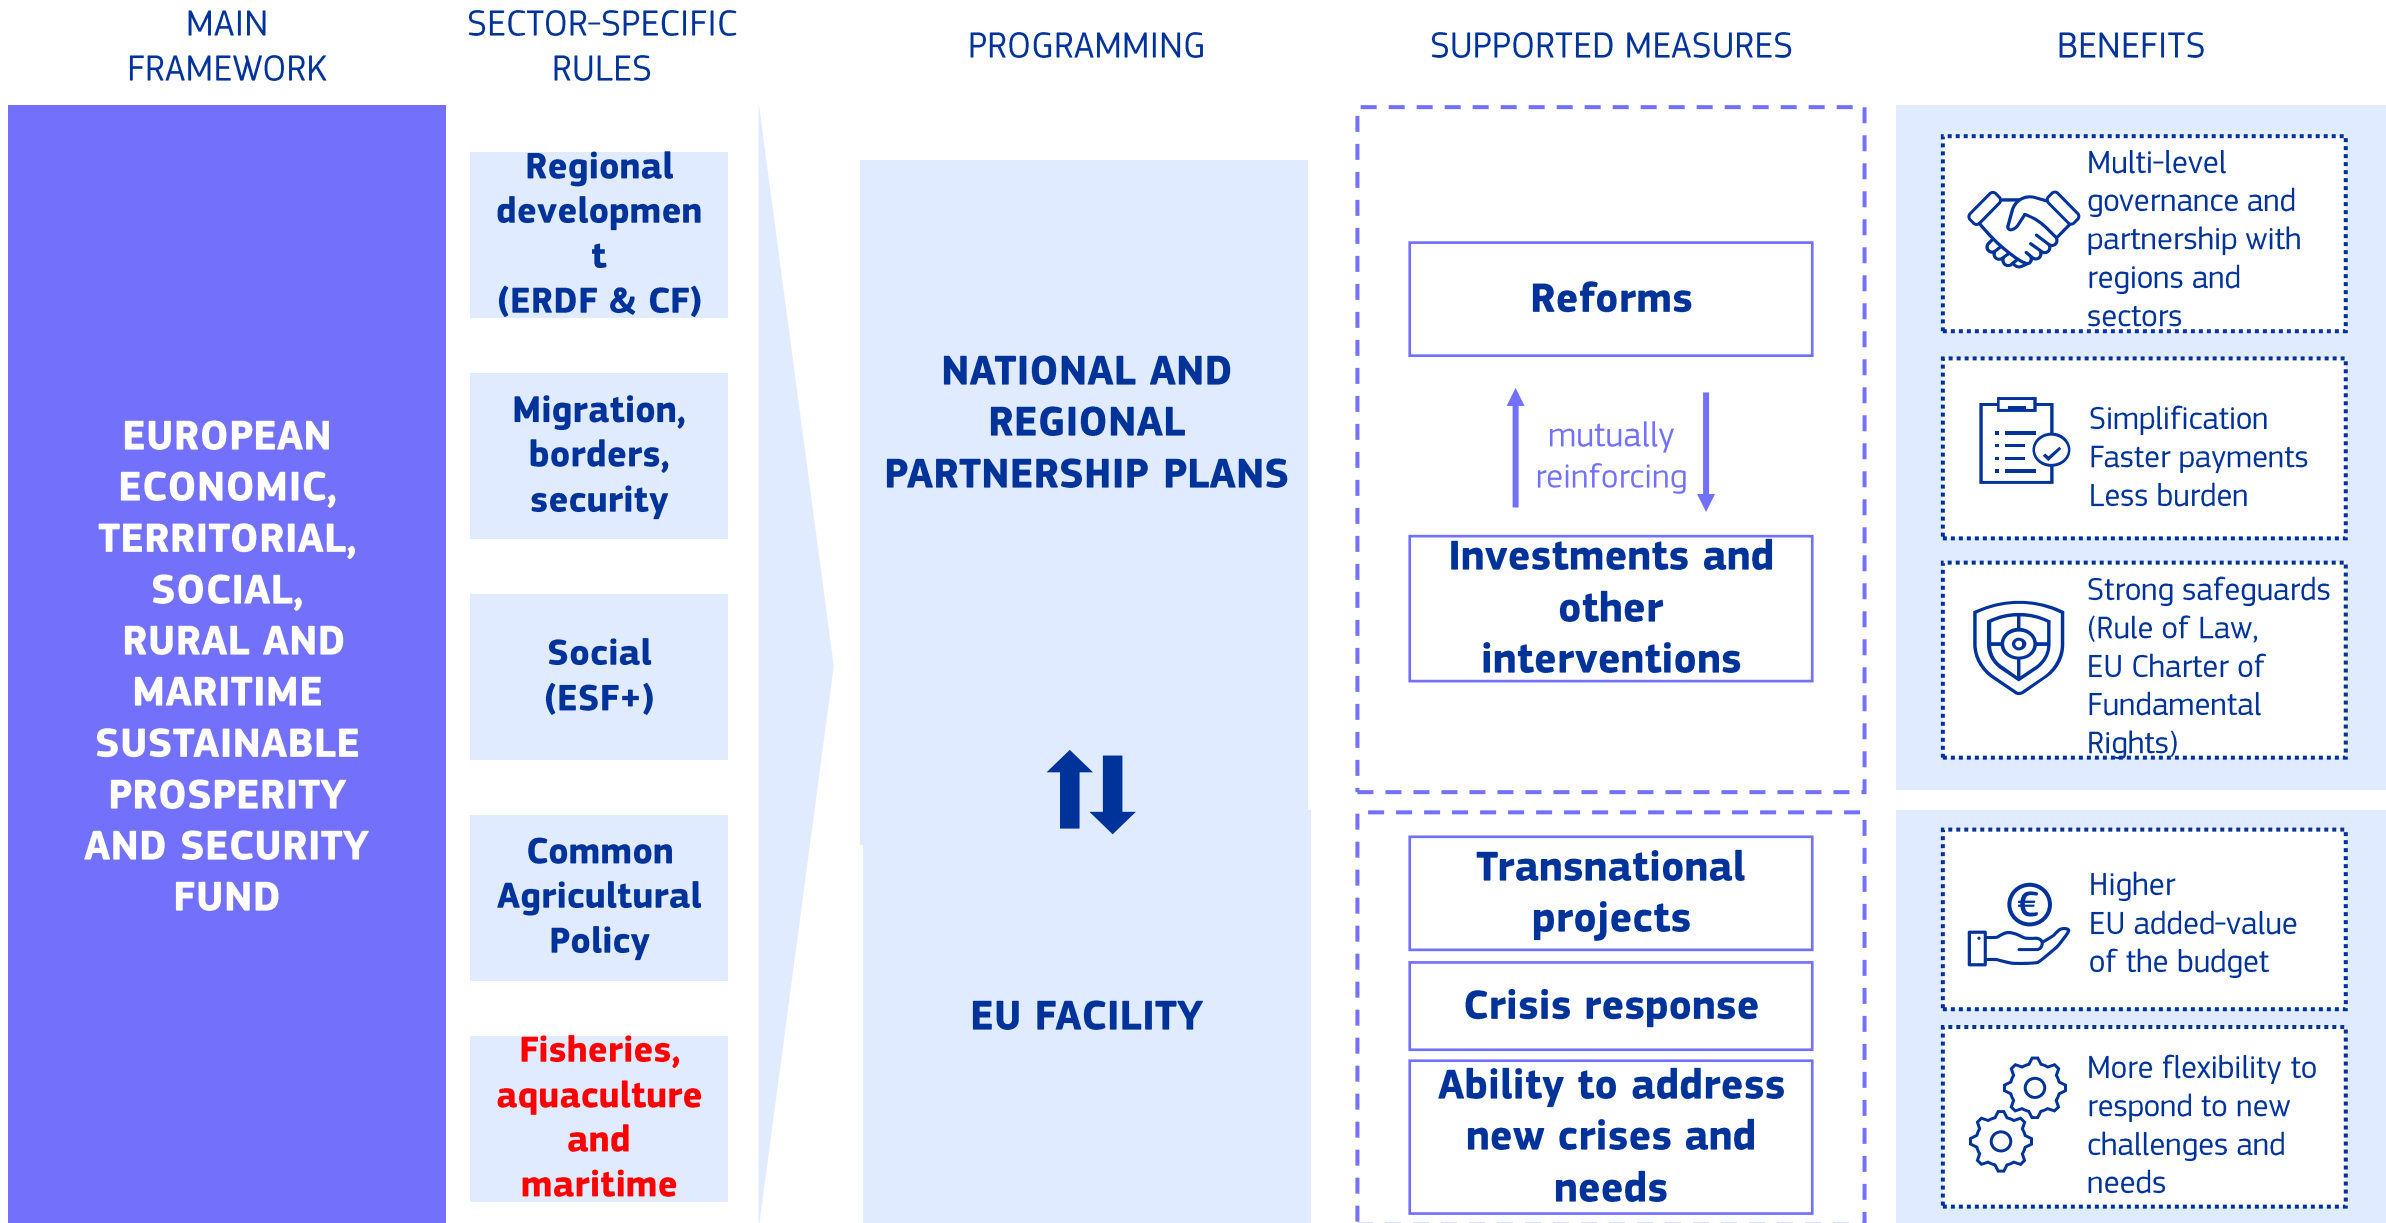 MAIN
FRAMEWORK
SECTOR-SPECIFIC
RULES
PROGRAMMING
SUPPORTED MEASURES
BENEFITS
EUROPEAN
ECONOMIC,
TERRITORIAL,
SOCIAL,
RURAL AND
MARITIME
SUSTAINABLE
PROSPERITY
AND SECURITY
FUND
Regional
developmen
t
(ERDF & CF)
Migration,
borders,
security
Social
(ESF+)
Common
Agricultural
Policy
Fisheries,
aquaculture
and
maritime
NATIONAL AND
REGIONAL
PARTNERSHIP PLANS
EU FACILITY
Reforms
mutually
reinforcing
Investments and
other
interventions
Transnational
projects
Crisis response
Ability to address
new crises and
needs
Multi-level
governance and
partnership with
regions and
sectors
Simplification
Faster payments
Less burden
Strong safeguards
(Rule of Law,
EU Charter of
Fundamental
Rights)
€
Higher
EU added-value
of the budget
More flexibility to
respond to new
challenges and
needs